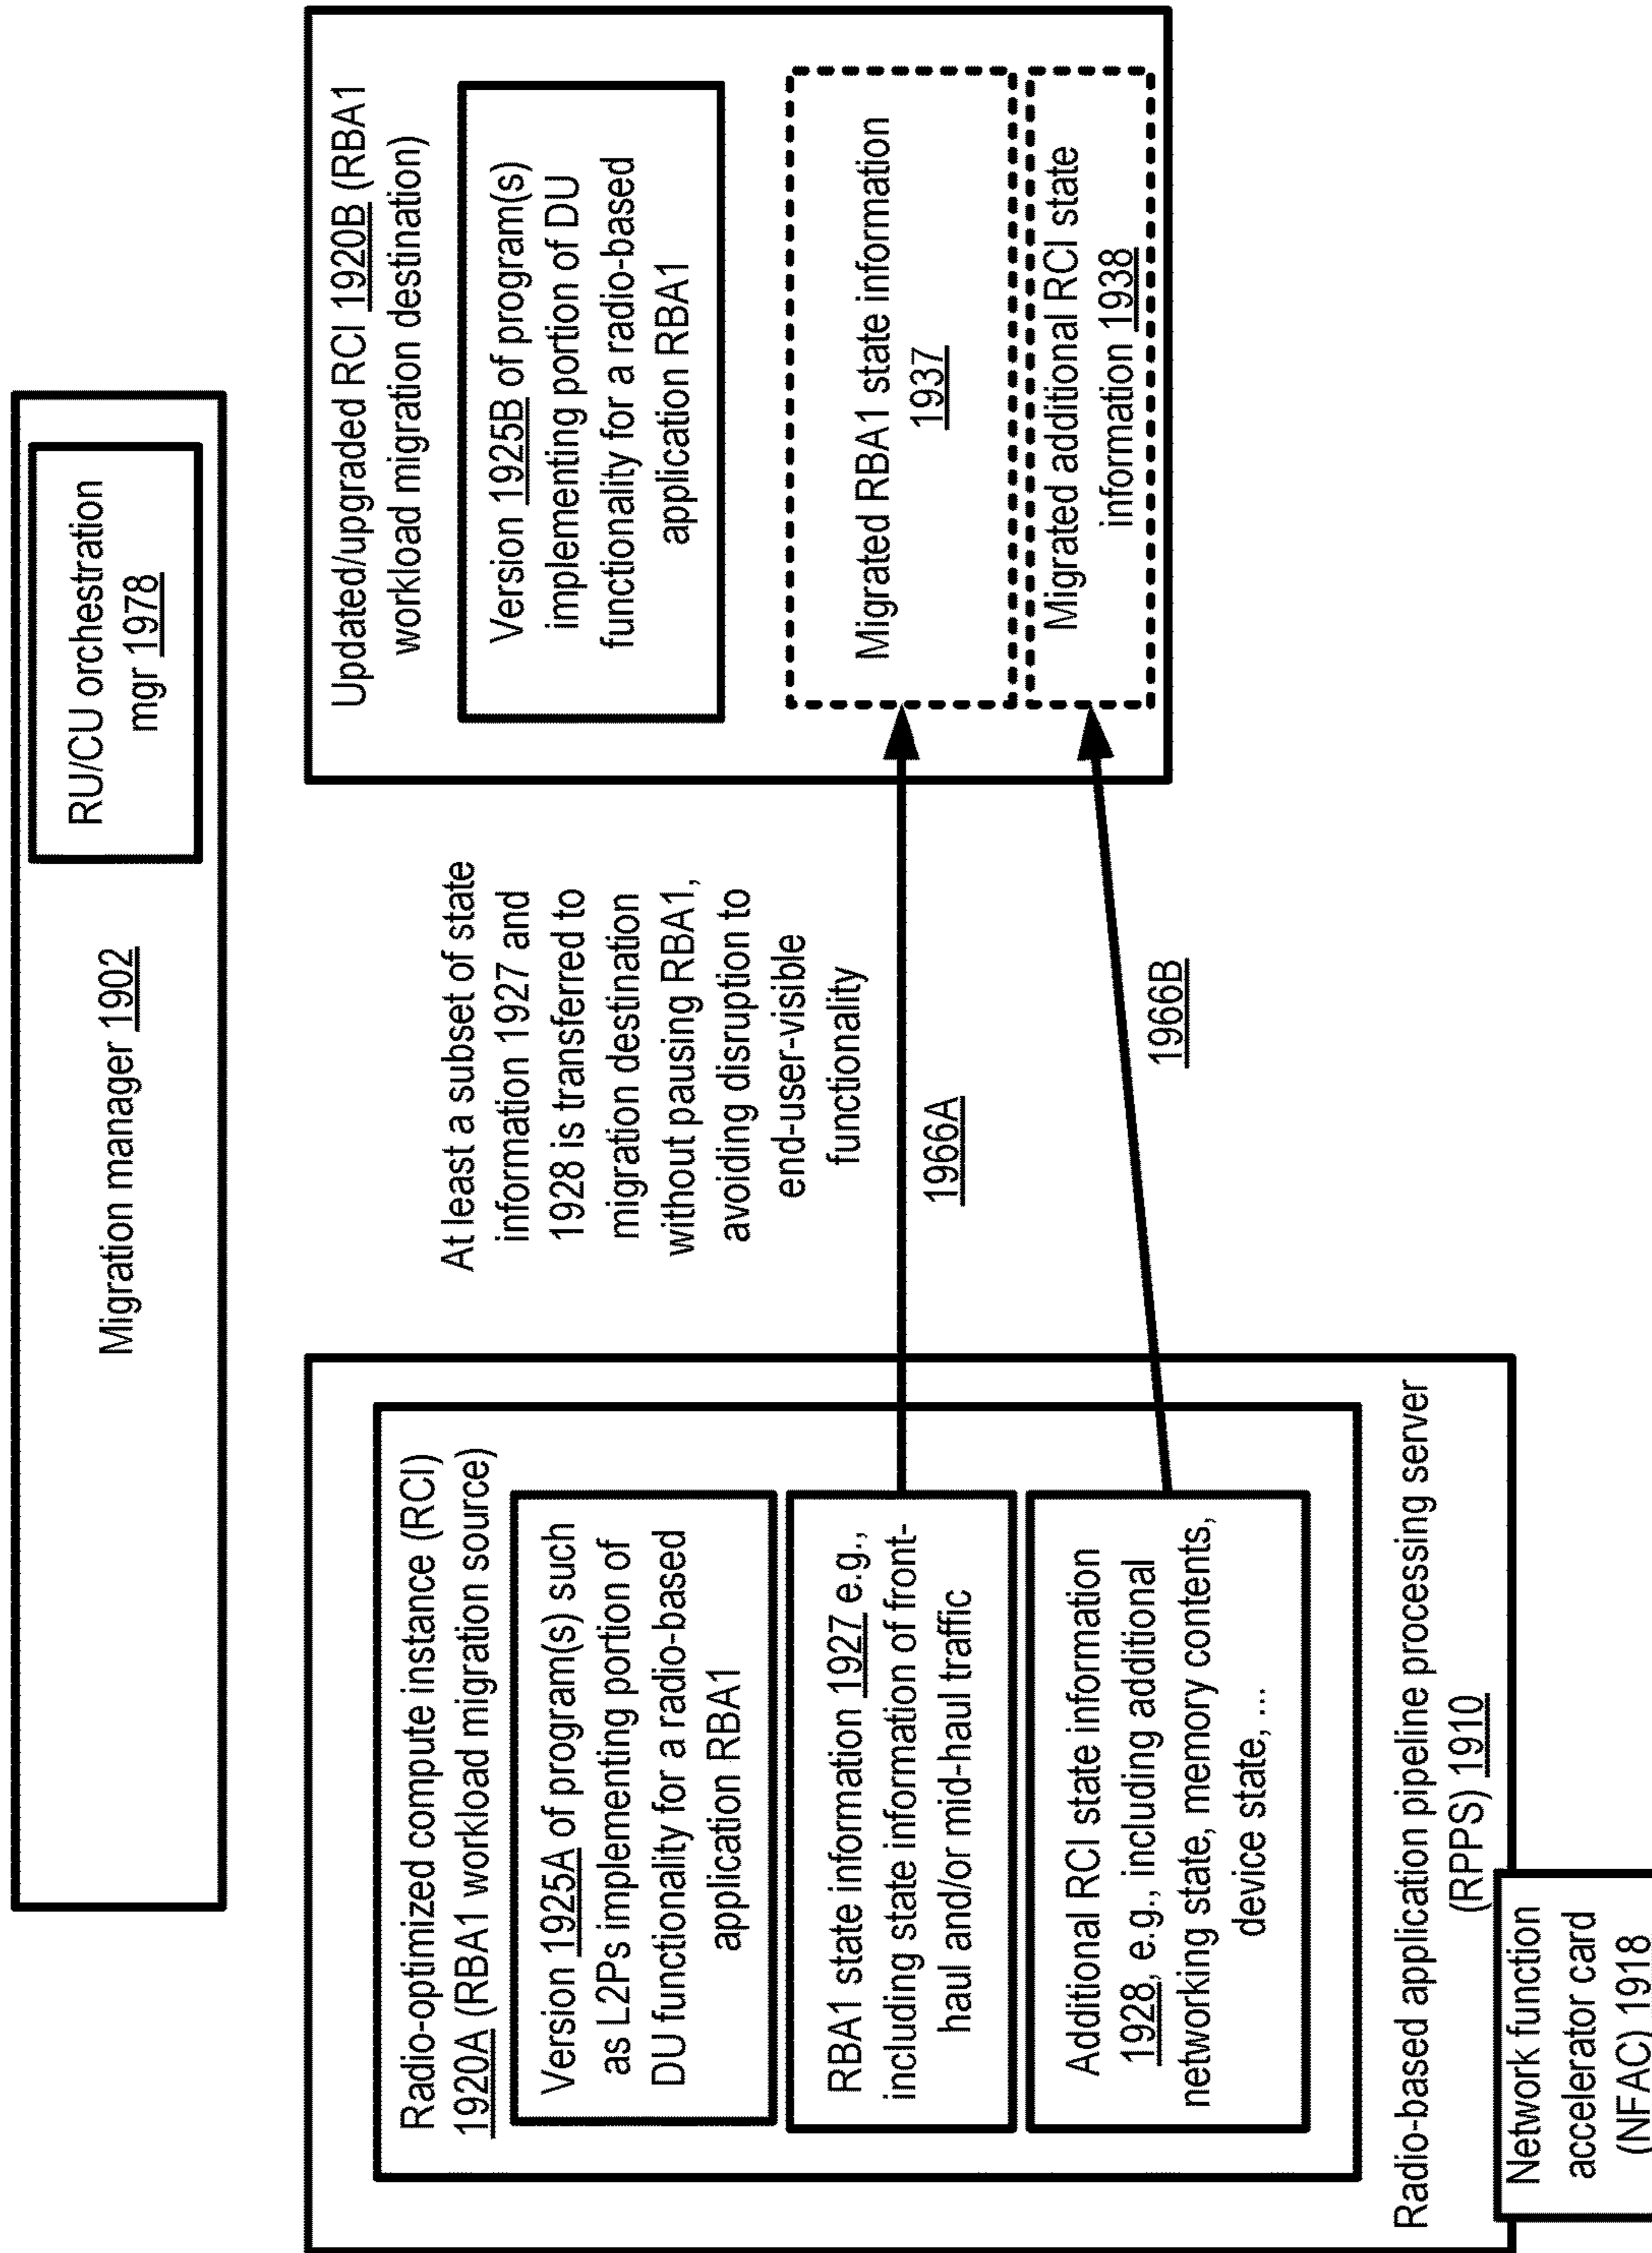 Migration manager 1902
RU/CU orchestration
mgr 1978
Radio-optimized compute instance (RCI)
1920A (RBA1 workload migration source)
Version 1925A of program(s) such
as L2Ps implementing portion of
DU functionality for a radio-based
application RBA1
RBA1 state information 1927 e.g.,
including state information of front-
haul and/or mid-haul traffic
Additional RCI state information
1928, e.g., including additional
networking state, memory contents,
device state, ...
Radio-based application pipeline processing server
(RPPS) 1910
Network function
accelerator card
(NFAC) 1918
At least a subset of state
information 1927 and
1928 is transferred to
migration destination
without pausing RBA1,
avoiding disruption to
end-user-visible
functionality
1966A
1966B
Updated/upgraded RCI 1920B (RBA1
workload migration destination)
Version 1925B of program(s)
implementing portion of DU
functionality for a radio-based
application RBA1
Migrated RBA1 state information
1937
Migrated additional RCI state
information 1938